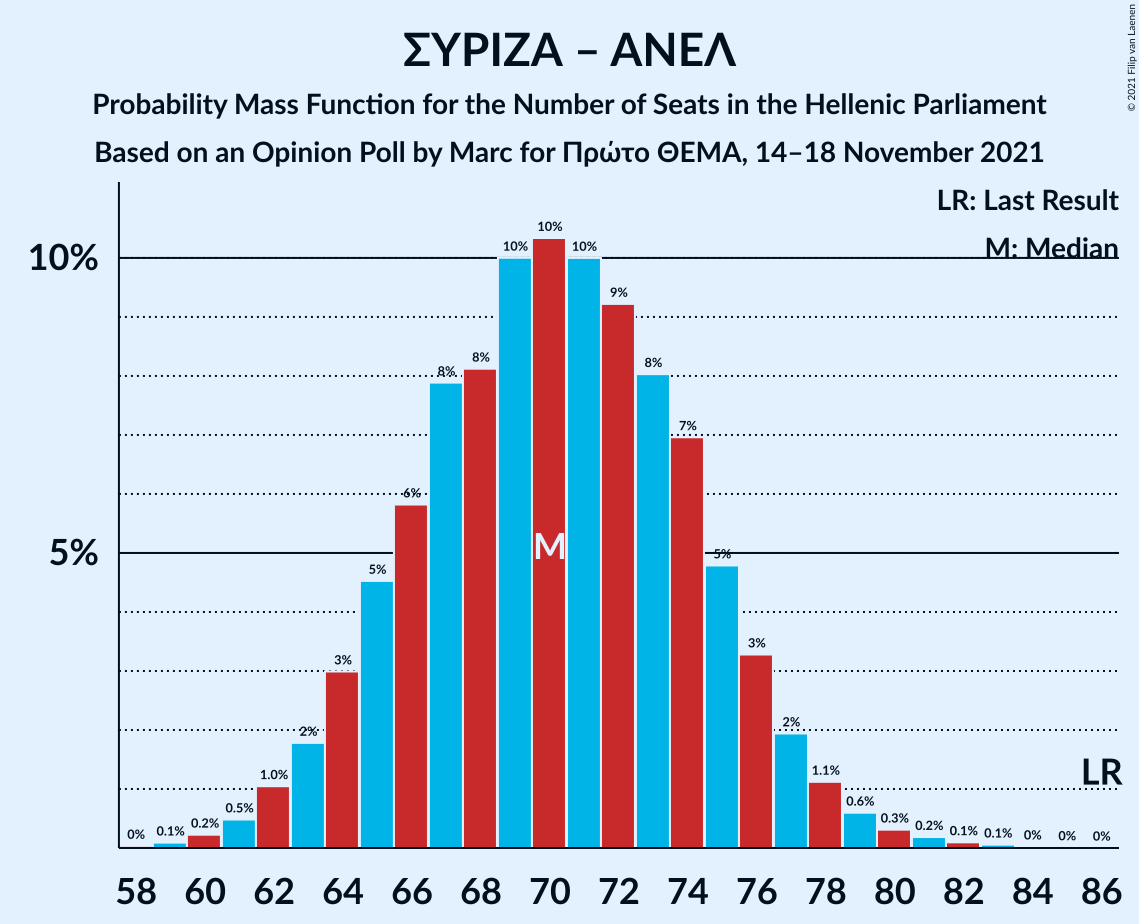 ΣΥΡΙΖΑ – ΑΝΕΛ
Probability Mass Function for the Number of Seats in the Hellenic Parliament
Based on an Opinion Poll by Marc for Πρώτο ΘΕΜΑ, 14–18 November 2021
© 2021 Filip van Laenen
LR: Last Result
M: Median
10%
5%
0% 0.1% 0.2% 0.5% 1.0% 2% 3% 5% 6% 8% 8% 10% 10% 10% 9% 8% 7% 5% 3% 2% 1.1% 0.6% 0.3% 0.2% 0.1% 0.1% 0% 0% 0%
M
LR
58 60 62 64 66 68 70 72 74 76 78 80 82 84 86